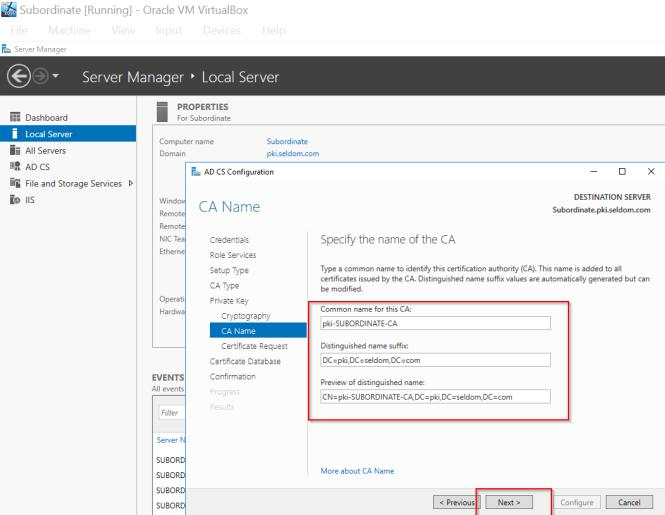 Subordinate [Running] - Oracle VM VirtualBox
File Machine View Input Devices Help
Server Manager
Server Manager ‣ Local Server
Dashboard
Local Server
All Servers
AD CS
File and Storage Services
IIS
PROPERTIES
For Subordinate
Computer name Subordinate
Domain pki.seldom.com
Window
Remote
Remote
NIC Tea
Etherne
Operati
Hardwa
EVENTS
All events
Filter
Server N
SUBORD
SUBORD
SUBORD
SUBORD
AD CS Configuration
CA Name
DESTINATION SERVER
Subordinate.pki.seldom.com
Credentials
Role Services
Setup Type
CA Type
Private Key
Cryptography
CA Name
Certificate Request
Certificate Database
Confirmation
Progress
Results
Specify the name of the CA
Type a common name to identify this certification authority (CA). This name is added to all
certificates issued by the CA. Distinguished name suffix values are automatically generated but can
be modified.
Common name for this CA:
pki-SUBORDINATE-CA
Distinguished name suffix:
DC=pki,DC=seldom,DC=com
Preview of distinguished name:
CN=pki-SUBORDINATE-CA,DC=pki,DC=seldom,DC=com
More about CA Name
< Previous Next > Configure Cancel